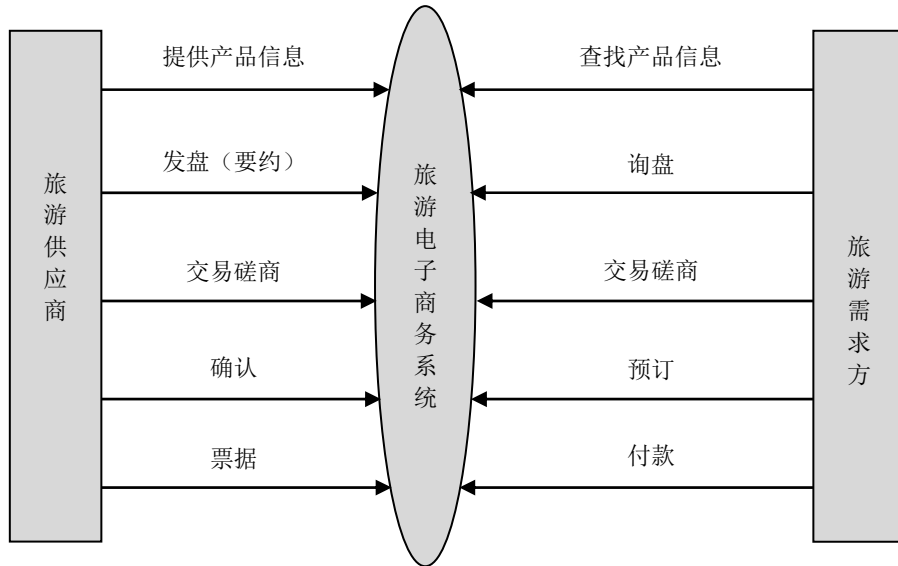 旅游供应商
提供产品信息
发盘（要约）
交易磋商
确认
票据
旅游电子商务系统
查找产品信息
询盘
交易磋商
预订
付款
旅游需求方